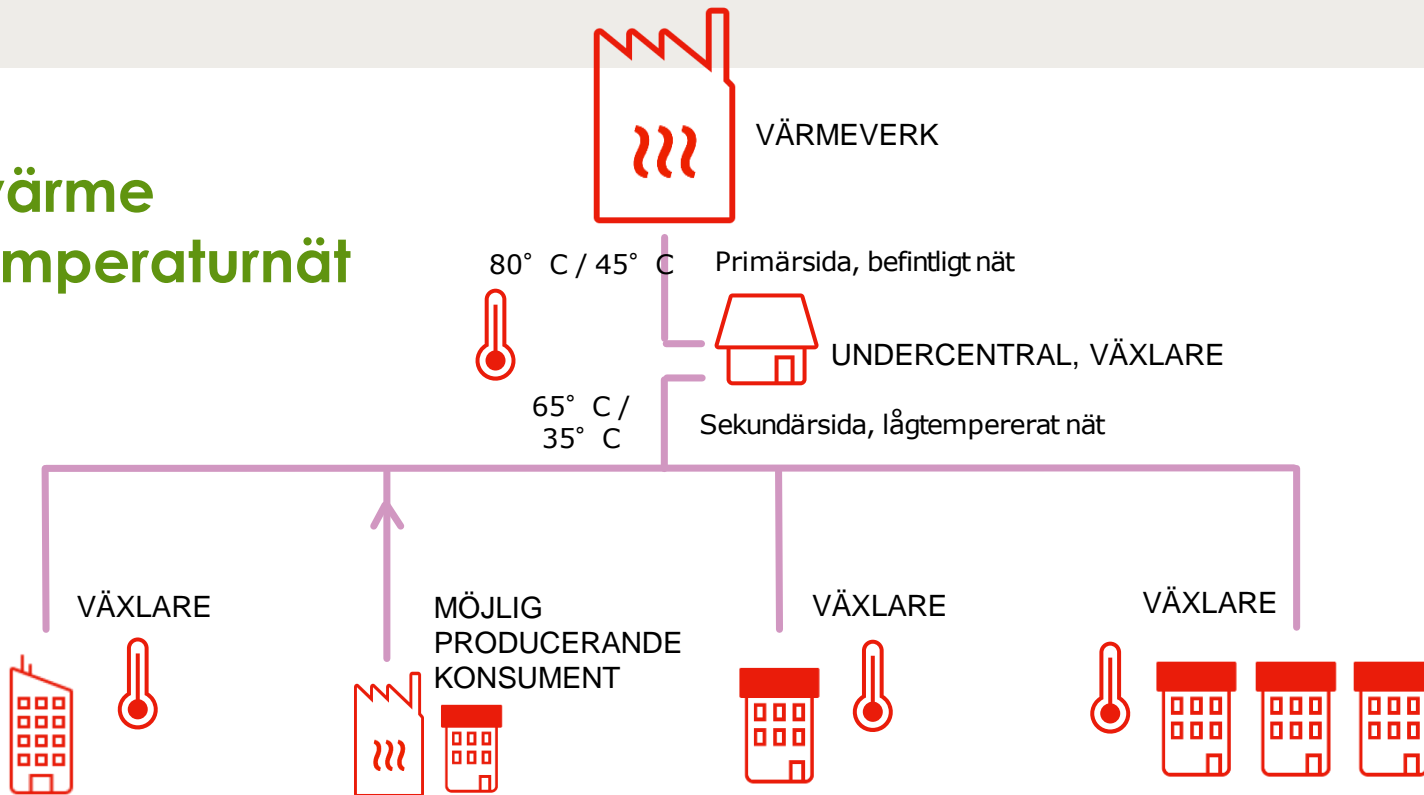 VÄRMEVERK
värme
mperaturnät
80° C / 45° C
Primärsida, befintligt nät
UNDERCENTRAL, VÄXLARE
65° C /
35° C
Sekundärsida, lågtempererat nät
VÄXLARE
MÖJLIG
PRODUCERANDE
KONSUMENT
VÄXLARE
VÄXLARE